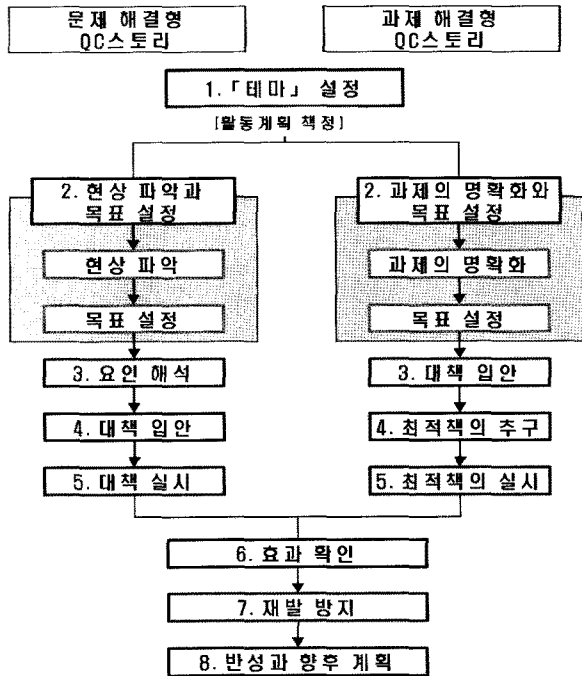 문제 해결형
QC스토리
과제 해결형
QC스토리
1.「테마」 설정
[활동계획 책정]
2. 현상 파악과
목표 설정
현상 파악
목표 설정
3. 요인 해석
4. 대책 입안
5. 대책 실시
2. 과제의 명확화와
목표 설정
과제의 명확화
목표 설정
3. 대책 입안
4. 최적책의 추구
5. 최적책의 실시
6. 효과 확인
7. 재발 방지
8. 반성과 향후 계획